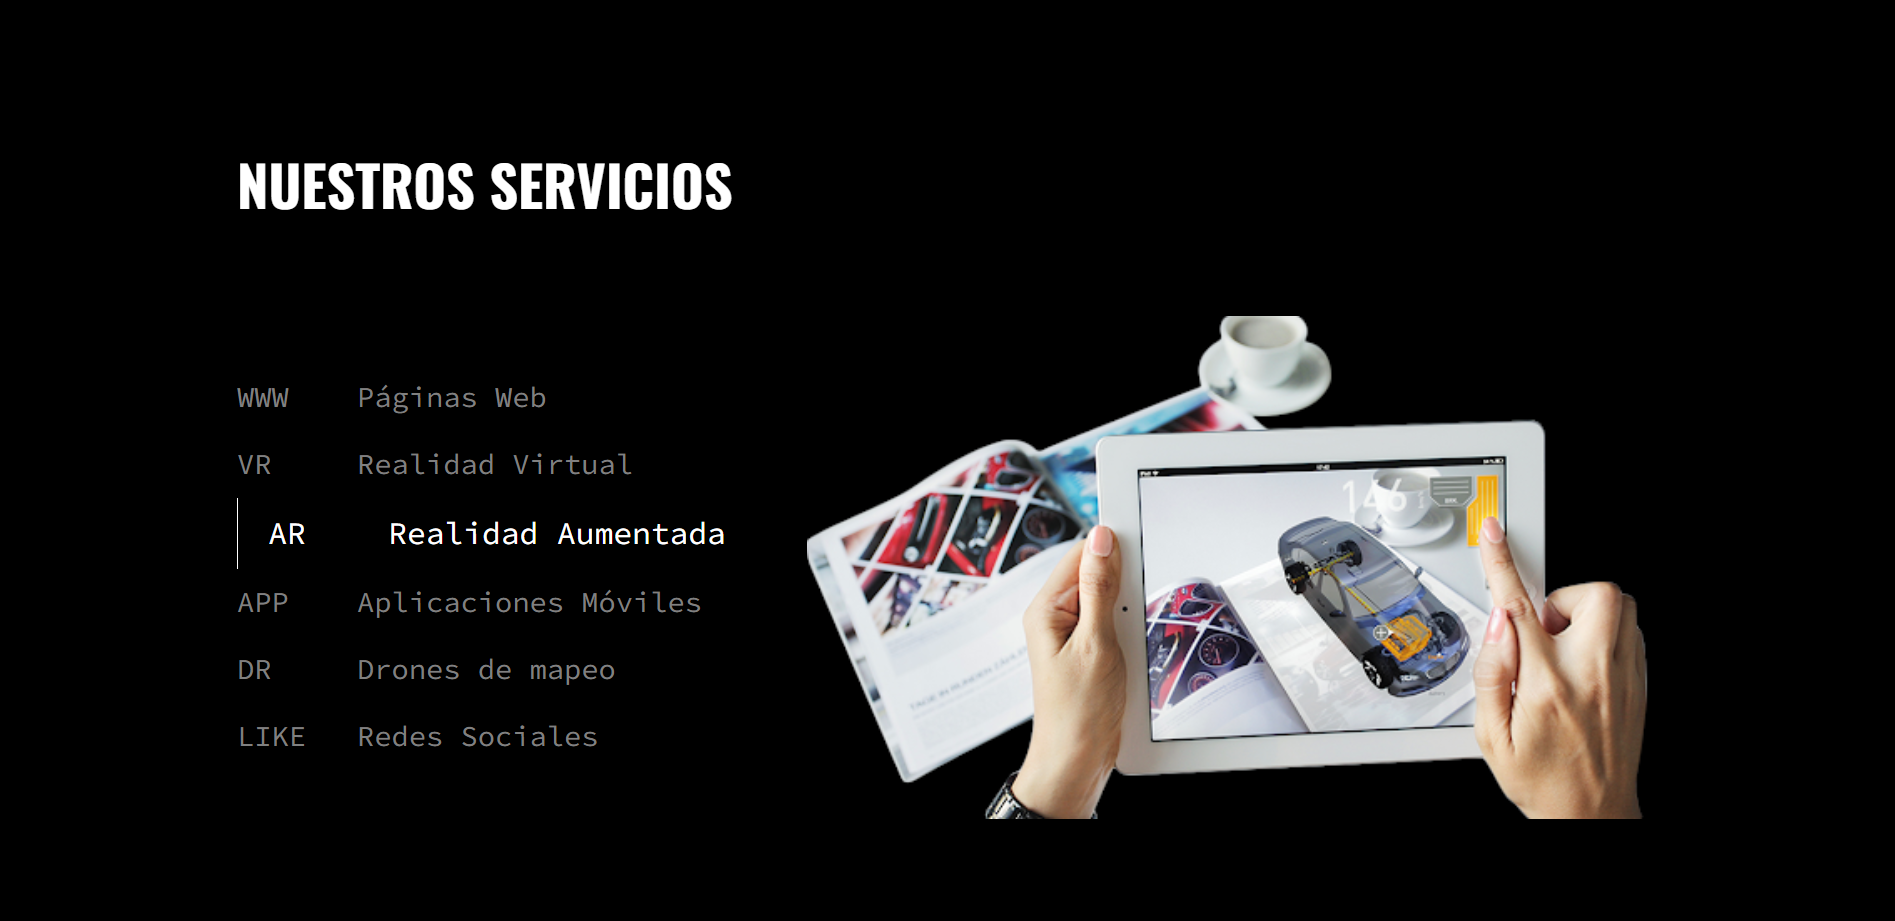 NUESTROS SERVICIOS
WWW Páginas Web
VR Realidad Virtual
AR Realidad Aumentada
APP Aplicaciones Móviles
DR Drones de mapeo
LIKE Redes Sociales
146